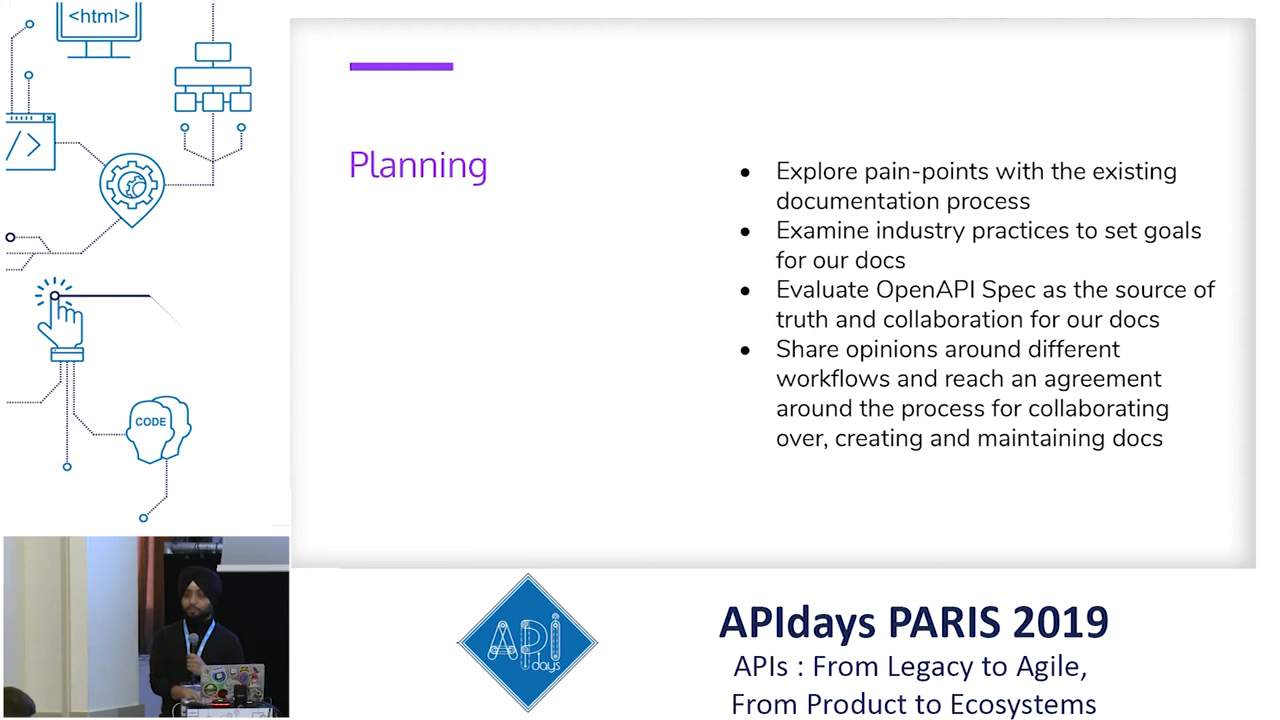 <html>
</>
CODE
Planning
• Explore pain-points with the existing
documentation process
• Examine industry practices to set goals
for our docs
• Evaluate OpenAPI Spec as the source of
truth and collaboration for our docs
• Share opinions around different
workflows and reach an agreement
around the process for collaborating
over, creating and maintaining docs
API
days
APIdays PARIS 2019
APIs : From Legacy to Agile,
From Product to Ecosystems